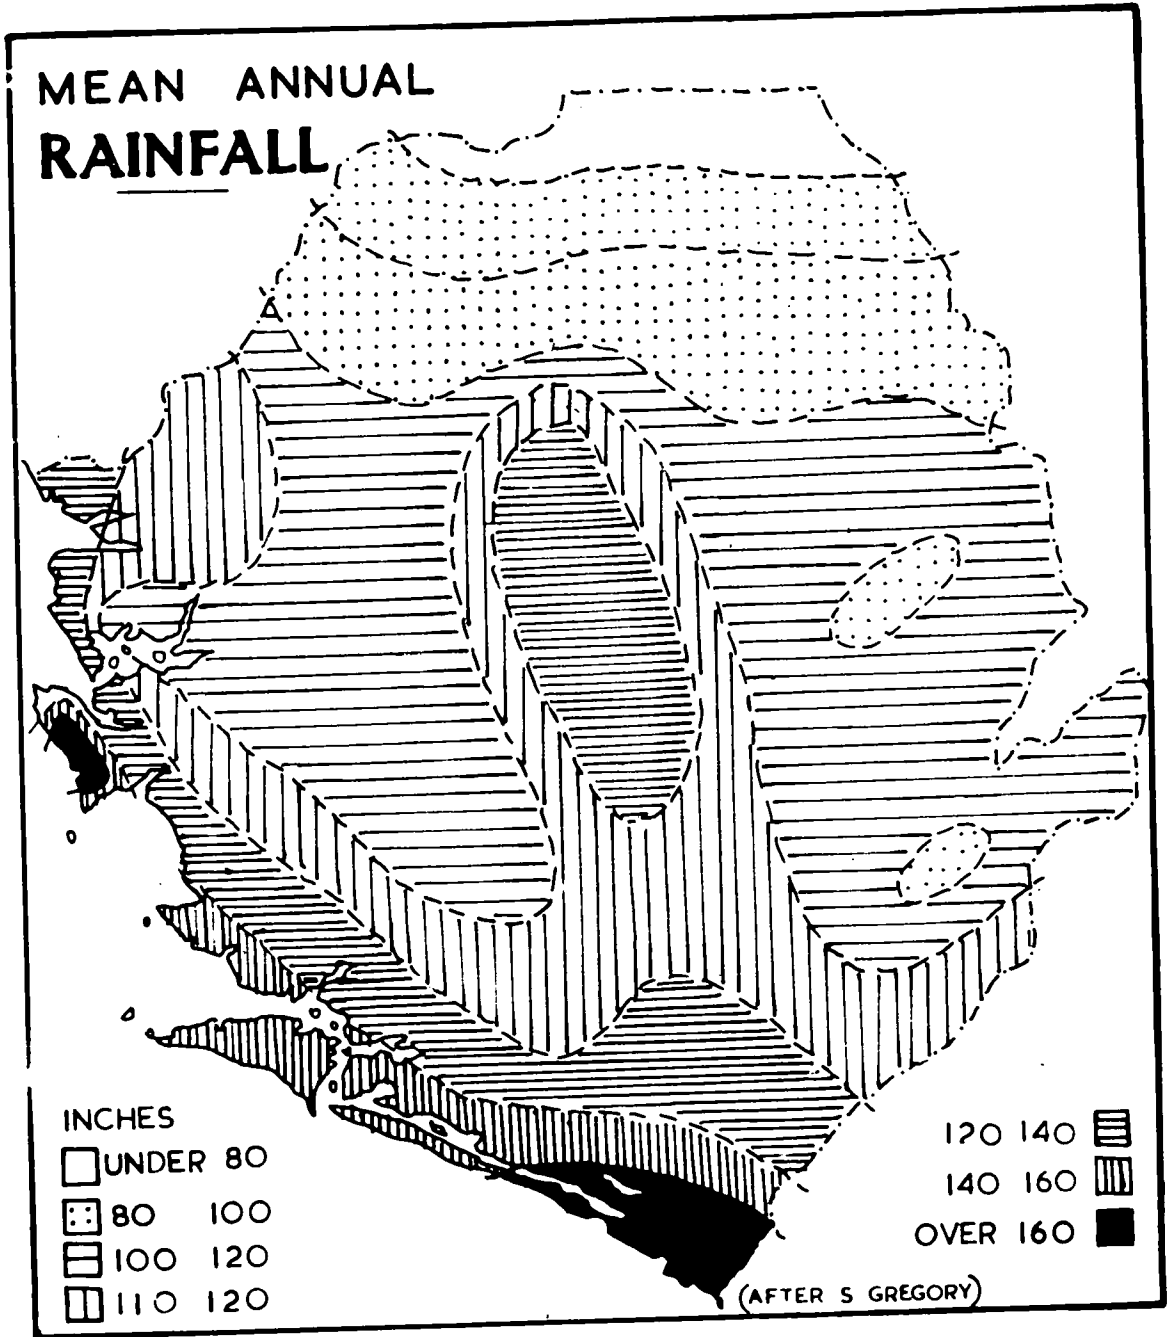 MEAN ANNUAL
RAINFALL
INCHES
UNDER 80
80 100
100 120
110 120
120 140
140 160
OVER 160
(AFTER S GREGORY)